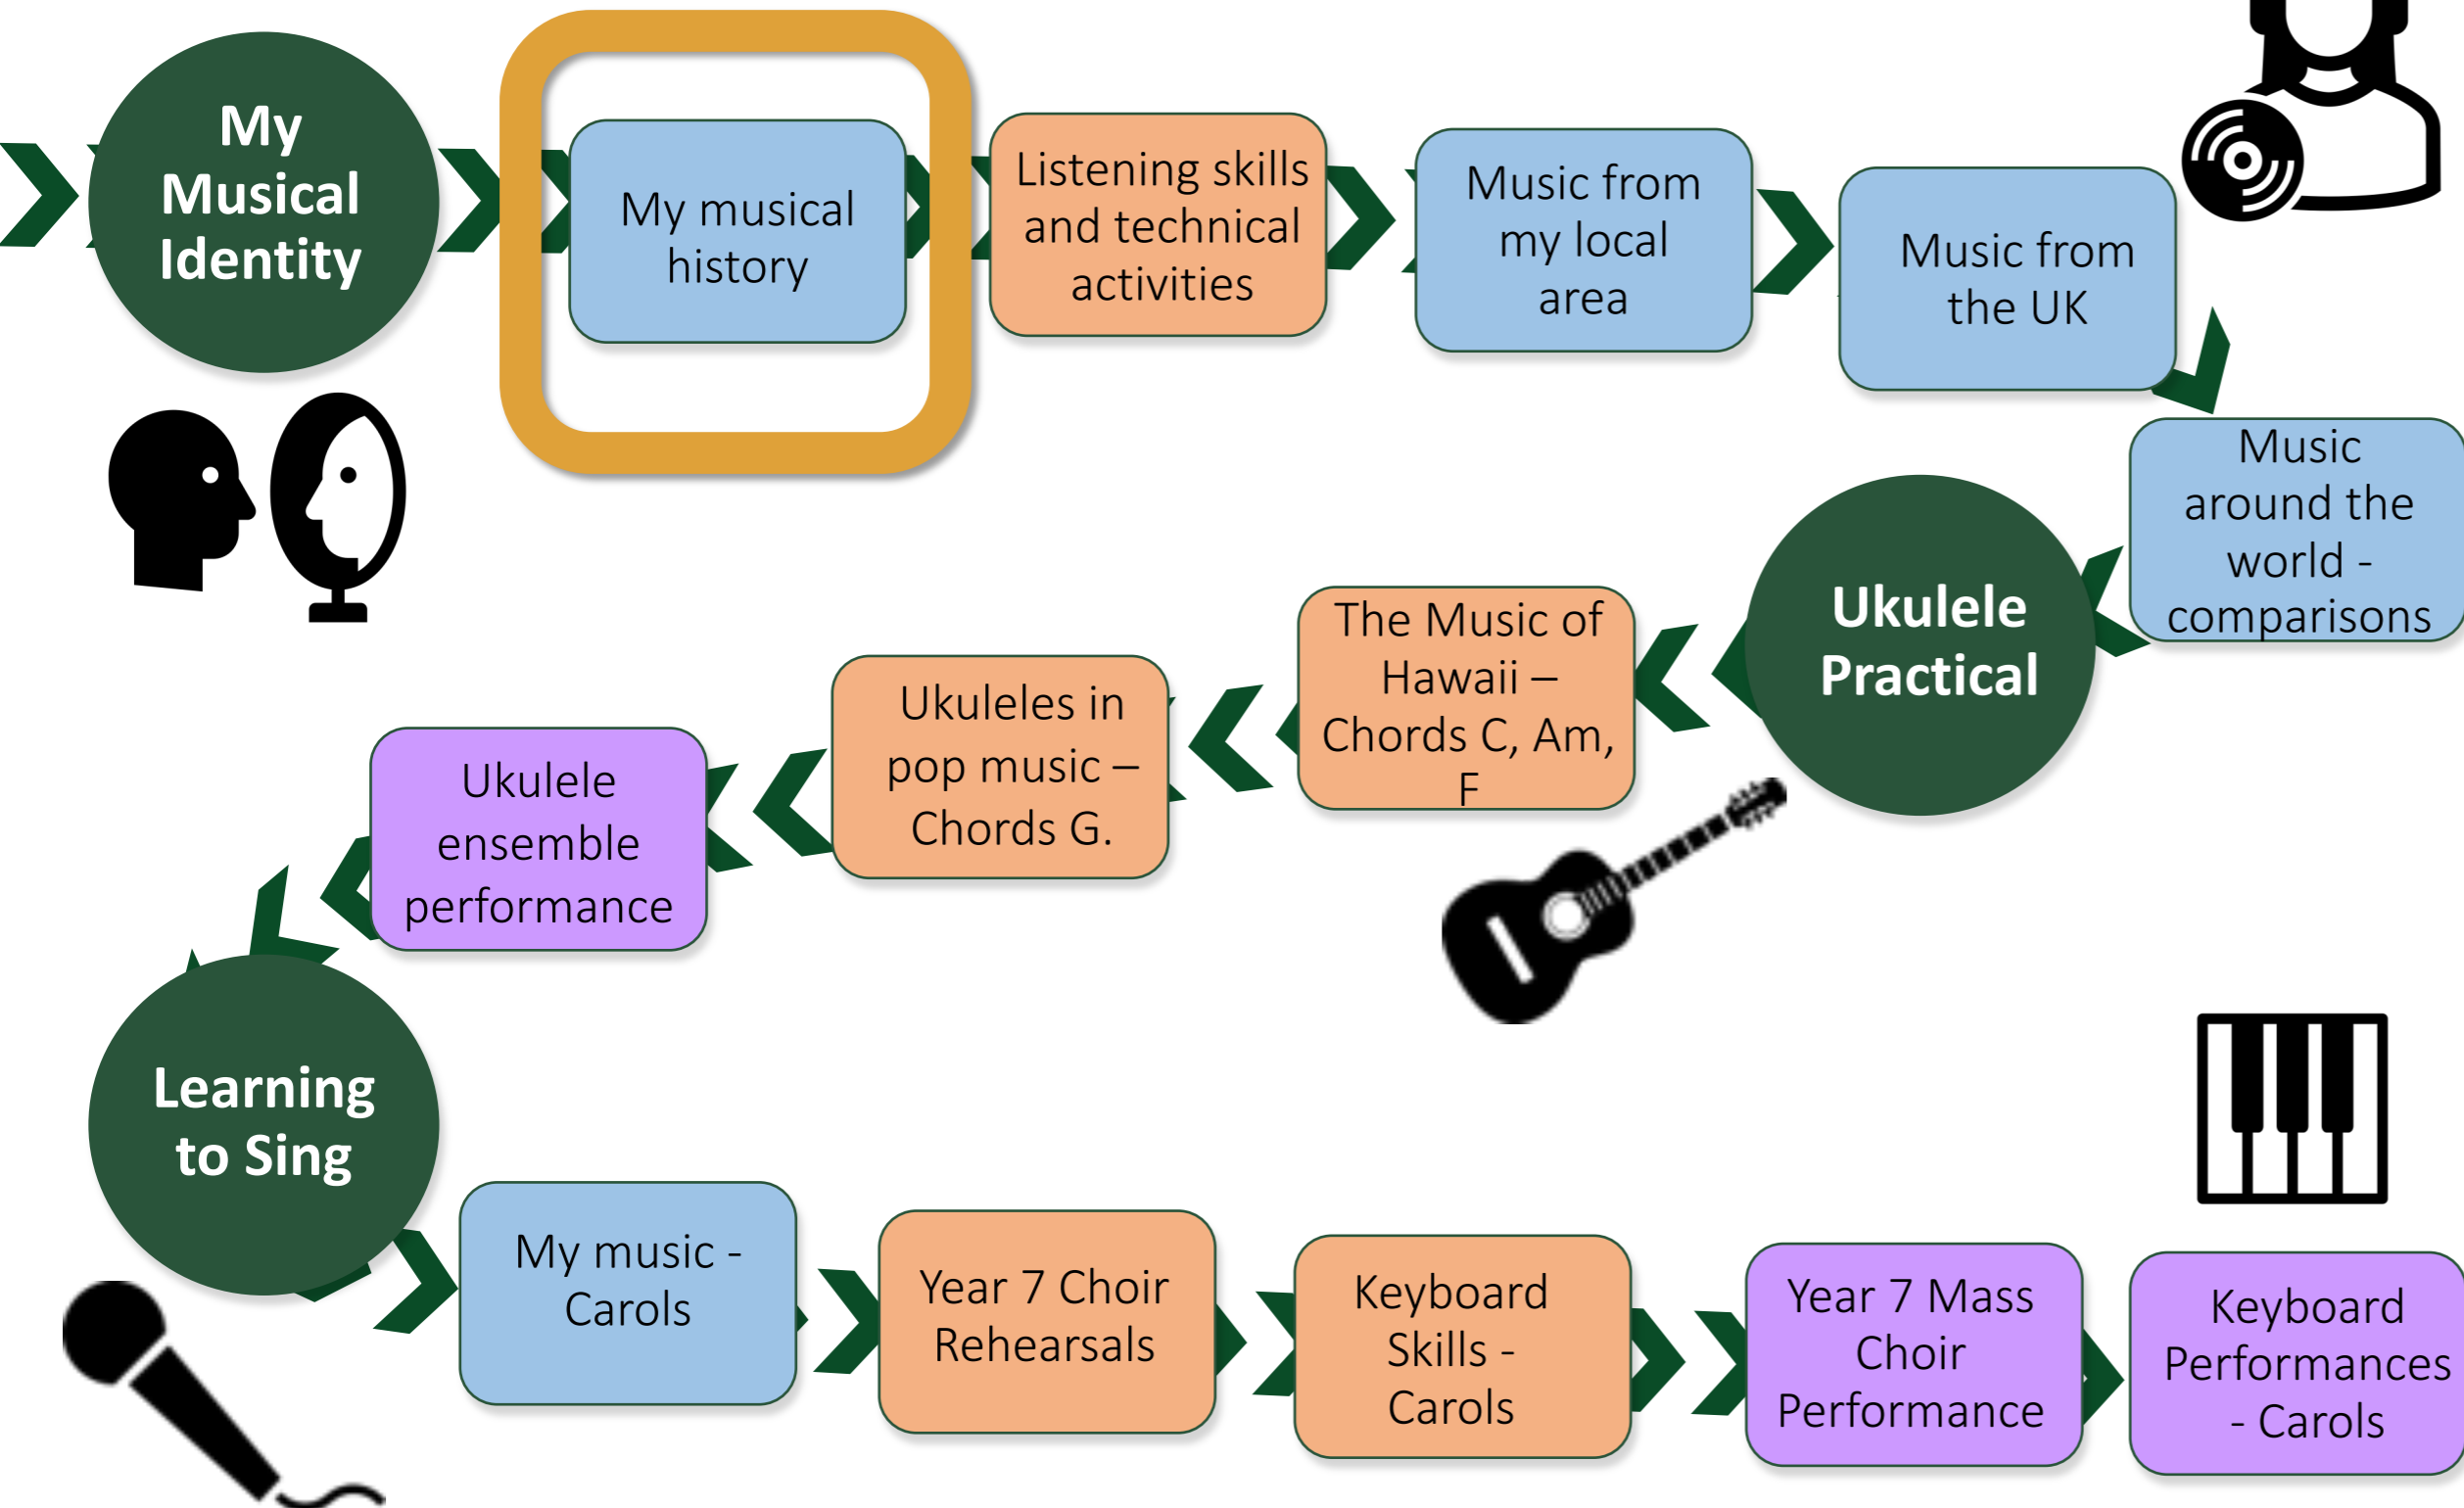 My
Musical
Identity
My musical
history
Listening skills
and technical
activities
Music from
my local
area
Music from
the UK
Music
around the
world -
comparisons
Ukulele
Practical
The Music of
Hawaii –
Chords C, Am,
F
Ukuleles in
pop music –
Chords G.
Ukulele
ensemble
performance
Learning
to Sing
My music -
Carols
Year 7 Choir
Rehearsals
Keyboard
Skills -
Carols
Year 7 Mass
Choir
Performance
Keyboard
Performances
- Carols